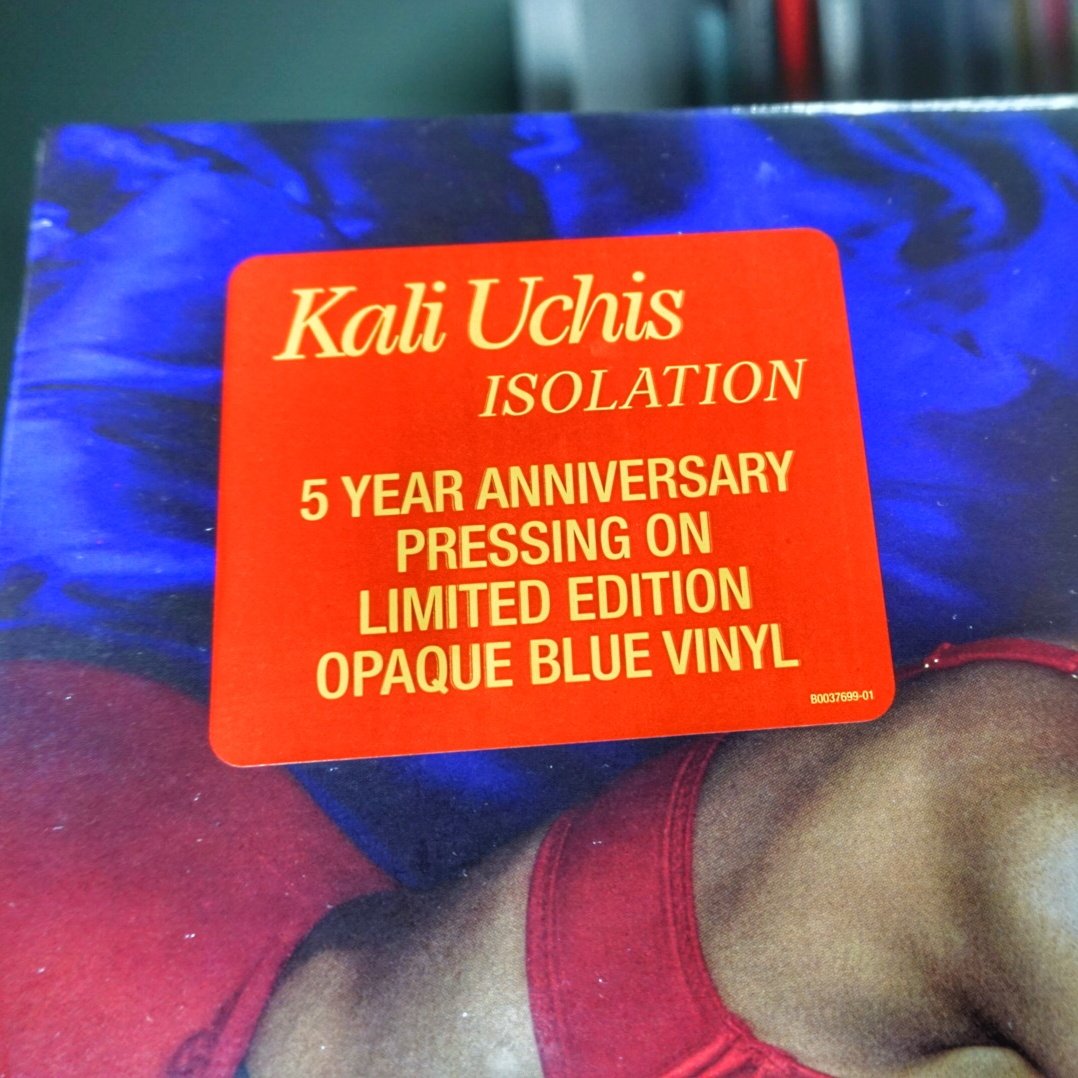 Kali Uchis
ISOLATION
5 YEAR ANNIVERSARY
PRESSING ON
LIMITED EDITION
OPAQUE BLUE VINYL
B0037699-01